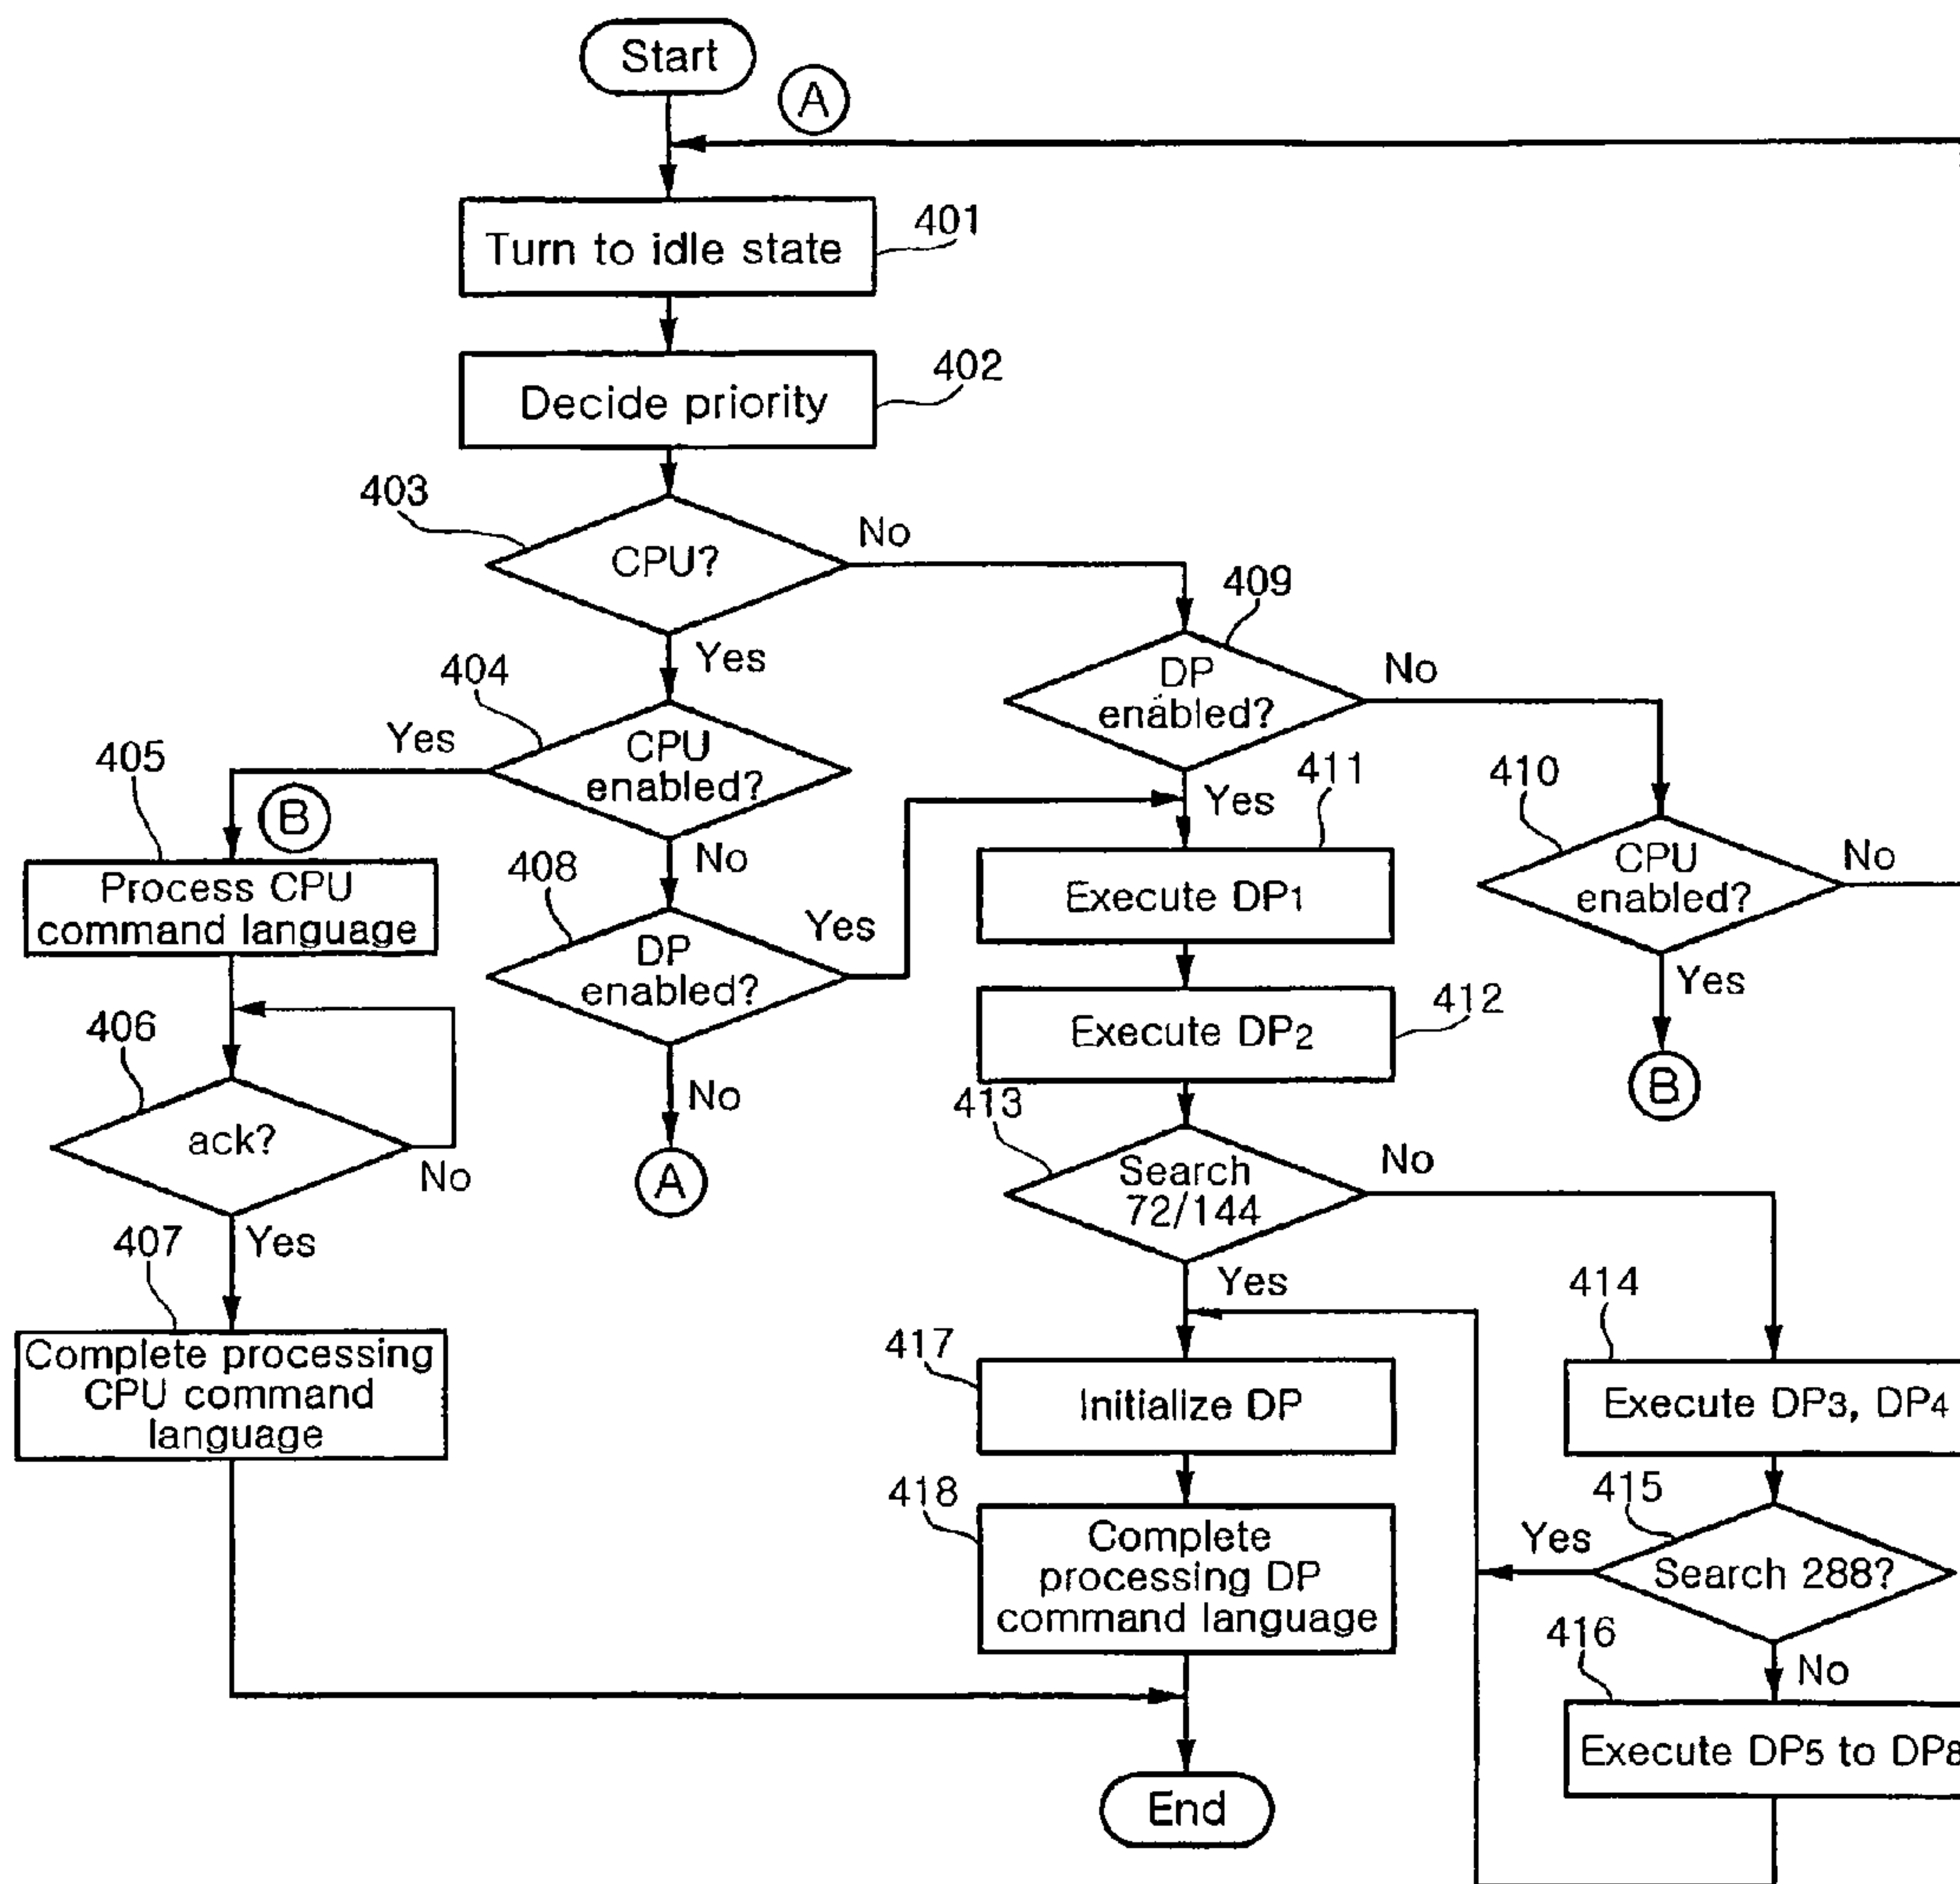 Start
A
Turn to idle state
401
Decide priority
402
403
CPU?
No
Yes
404
CPU
enabled?
Yes
No
405
B
Process CPU
command language
406
ack?
No
Yes
407
Complete processing
CPU command
language
408
DP
enabled?
Yes
No
A
409
DP
enabled?
No
Yes
410
CPU
enabled?
No
Yes
B
411
Execute DP1
412
Execute DP2
413
Search
72/144
No
Yes
414
Execute DP3, DP4
415
Search 288?
Yes
No
416
Execute DP5 to DP8
417
Initialize DP
418
Complete
processing DP
command language
End